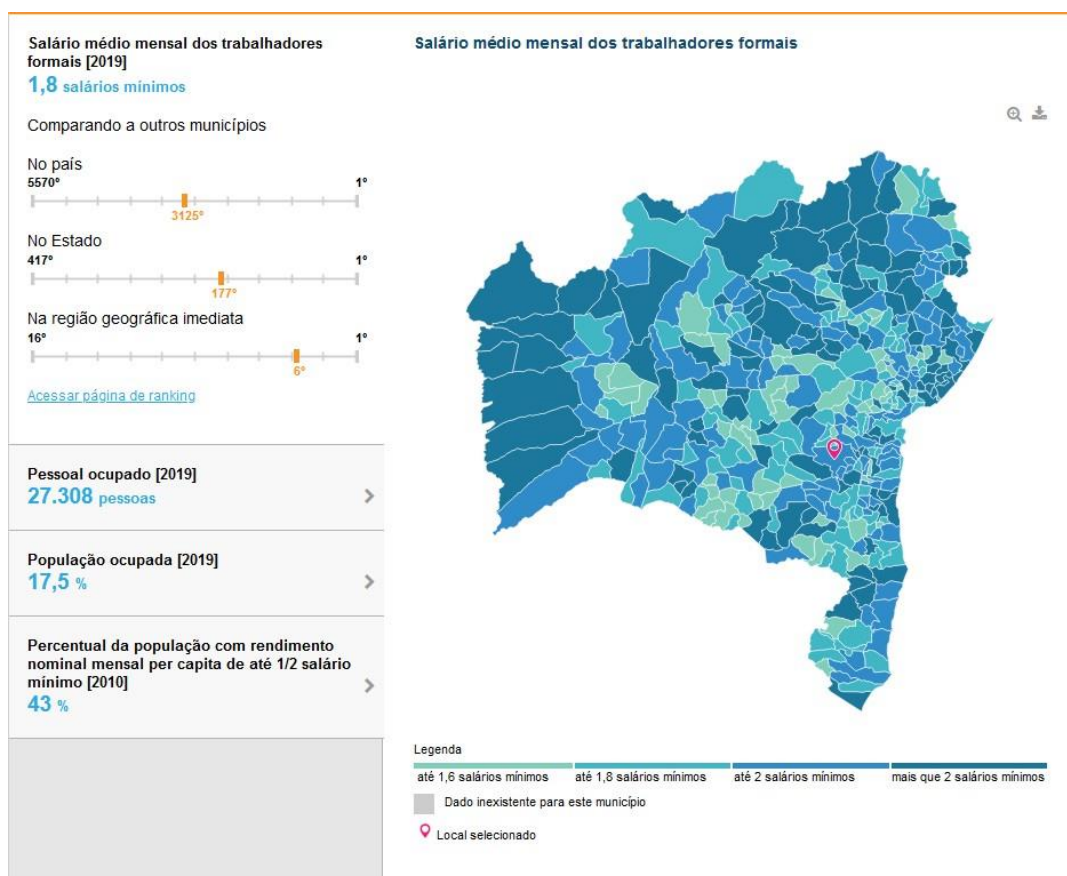 Salário médio mensal dos trabalhadores
formais [2019]
1,8 salários mínimos
Comparando a outros municípios
No país
5570º 1º
3125º
No Estado
417º 1º
177º
Na região geográfica imediata
16º 1º
6º
Acessar página de ranking
Pessoal ocupado [2019]
27.308 pessoas
População ocupada [2019]
17,5 %
Percentual da população com rendimento
nominal mensal per capita de até 1/2 salário
mínimo [2010]
43 %
Salário médio mensal dos trabalhadores formais
Legenda
até 1,6 salários mínimos até 1,8 salários mínimos até 2 salários mínimos mais que 2 salários mínimos
Dado inexistente para este município
Local selecionado